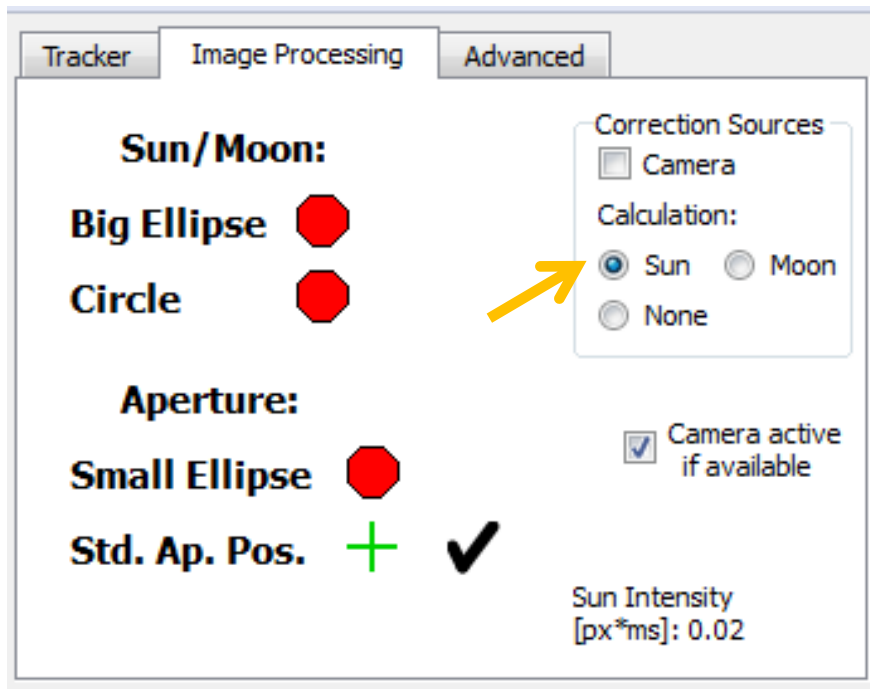 Tracker
Image Processing
Advanced
Sun/Moon:
Big Ellipse
Circle
Aperture:
Small Ellipse
Std. Ap. Pos.
Correction Sources
Camera
Calculation:
Sun
Moon
None
Camera active
if available
Sun Intensity
[px*ms]: 0.02